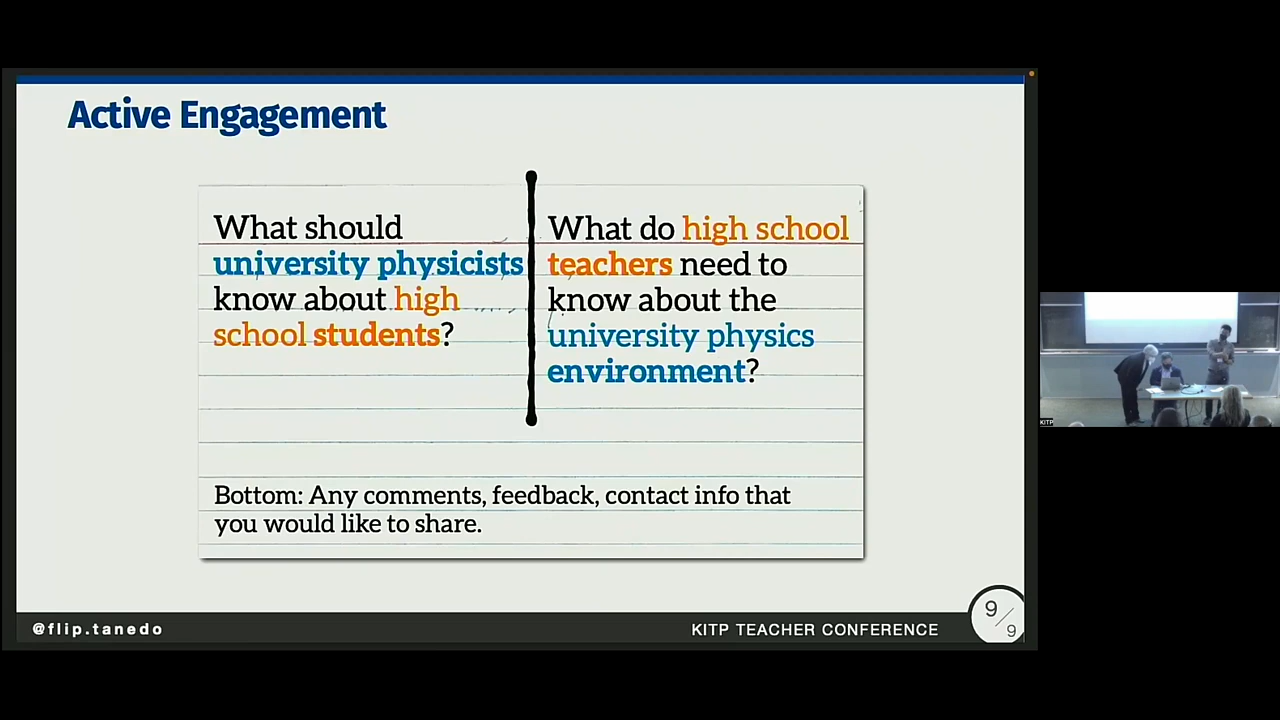 Active Engagement
What should
university physicists
know about high
school students?
What do high school
teachers need to
know about the
university physics
environment?
Bottom: Any comments, feedback, contact info that
you would like to share.
@flip.tanedo
KITP TEACHER CONFERENCE
9/9
KITP